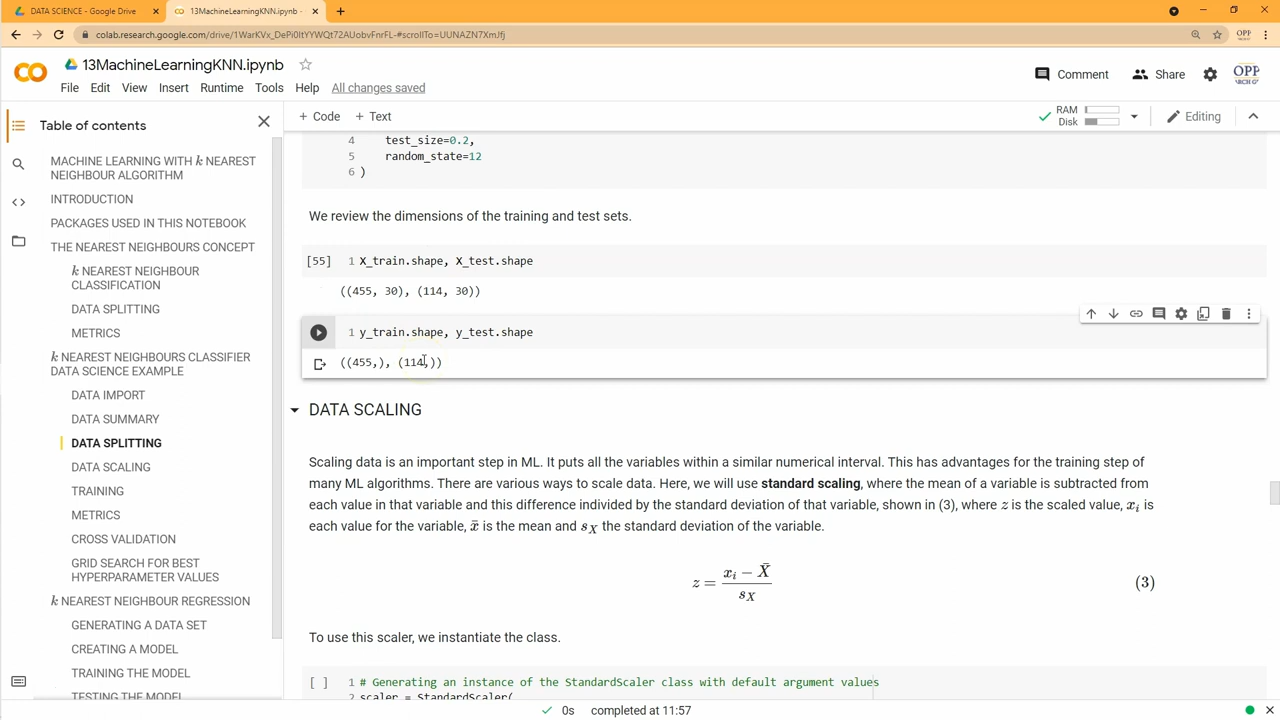 DATA SCIENCE - Google Drive
13MachineLearningKNN.ipynb -
colab.research.google.com/drive/1WarKVx_DePi0ItYYWQt72AUobvFnrFL-#scrollTo=UUNAZN7XmJfj
OPP
13MachineLearningKNN.ipynb
File Edit View Insert Runtime Tools Help All changes saved
Comment Share
OPP
Table of contents
+ Code + Text
RAM
Disk
Editing
MACHINE LEARNING WITH k NEAREST
NEIGHBOUR ALGORITHM
INTRODUCTION
PACKAGES USED IN THIS NOTEBOOK
THE NEAREST NEIGHBOURS CONCEPT
k NEAREST NEIGHBOUR
CLASSIFICATION
DATA SPLITTING
METRICS
k NEAREST NEIGHBOURS CLASSIFIER
DATA SCIENCE EXAMPLE
DATA IMPORT
DATA SUMMARY
DATA SPLITTING
DATA SCALING
TRAINING
METRICS
CROSS VALIDATION
GRID SEARCH FOR BEST
HYPERPARAMETER VALUES
k NEAREST NEIGHBOUR REGRESSION
GENERATING A DATA SET
CREATING A MODEL
TRAINING THE MODEL
TESTING THE MODEL
4 test_size=0.2,
5 random_state=12
6 )
We review the dimensions of the training and test sets.
[55] 1 X_train.shape, X_test.shape
((455, 30), (114, 30))
1 y_train.shape, y_test.shape
((455,), (114,))
DATA SCALING
Scaling data is an important step in ML. It puts all the variables within a similar numerical interval. This has advantages for the training step of
many ML algorithms. There are various ways to scale data. Here, we will use standard scaling, where the mean of a variable is subtracted from
each value in that variable and this difference individed by the standard deviation of that variable, shown in (3), where z is the scaled value, xᵢ is
each value for the variable, x̄ is the mean and s_X the standard deviation of the variable.
z = (xᵢ − X̄) / s_X (3)
To use this scaler, we instantiate the class.
[ ] 1 # Generating an instance of the StandardScaler class with default argument values
2 scaler = StandardScaler(
0s completed at 11:57